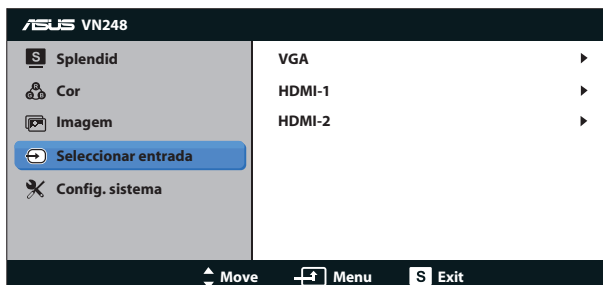 ASUS VN248
S Splendid
Cor
Imagem
Seleccionar entrada
Config. sistema
VGA
HDMI-1
HDMI-2
Move Menu S Exit